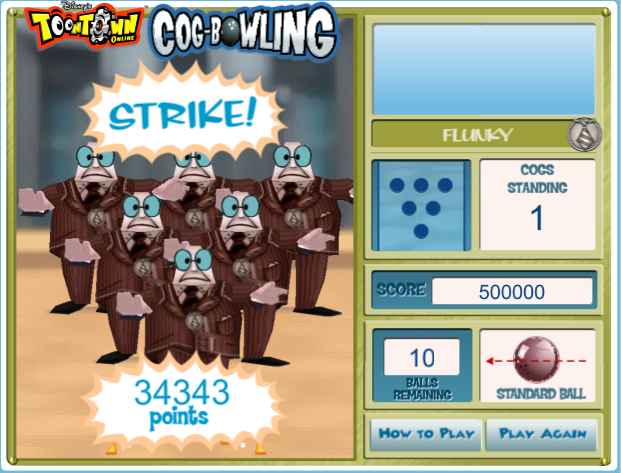 Disney's
TOONTOWN
ONLINE
COG-BOWLING
STRIKE!
34343
points
FLUNKY
COGS
STANDING
1
SCORE 500000
10
BALLS
REMAINING
STANDARD BALL
HOW TO PLAY
PLAY AGAIN